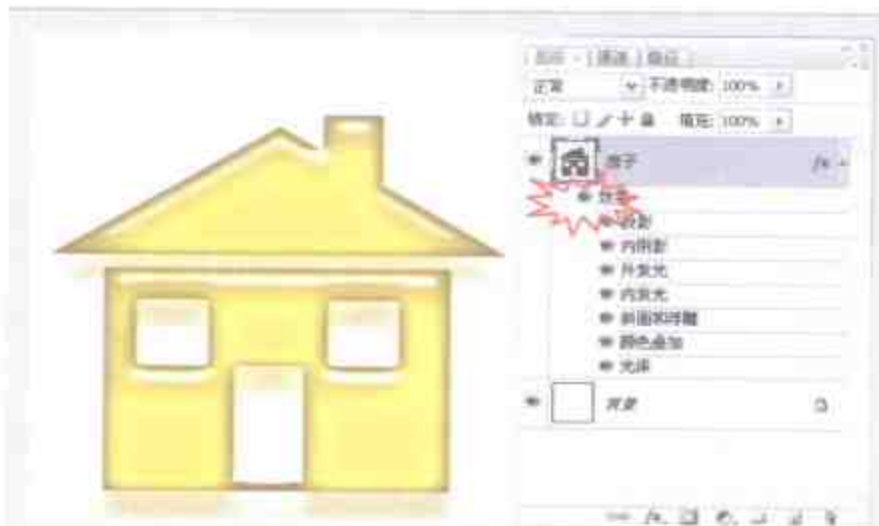 图层 × 通道 路径
正常 不透明度: 100%
锁定: 填充: 100%
房子 fx
效果
投影
内阴影
外发光
内发光
斜面和浮雕
颜色叠加
光泽
背景
fx